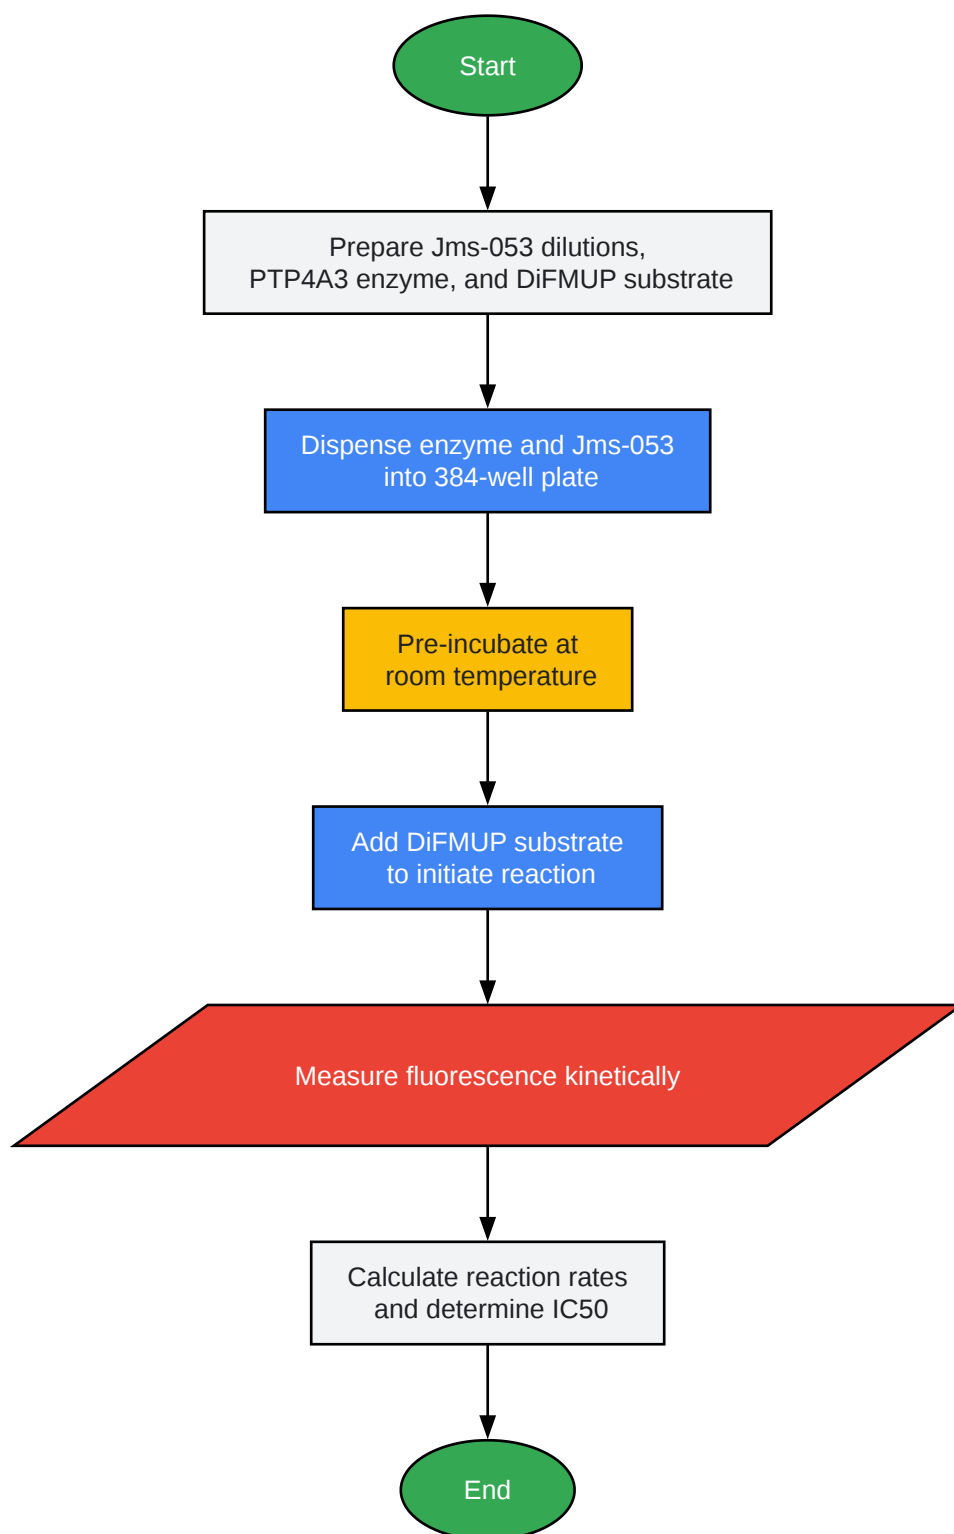 Start
Prepare Jms-053 dilutions,
PTP4A3 enzyme, and DiFMUP substrate
Dispense enzyme and Jms-053
into 384-well plate
Pre-incubate at
room temperature
Add DiFMUP substrate
to initiate reaction
Measure fluorescence kinetically
Calculate reaction rates
and determine IC50
End